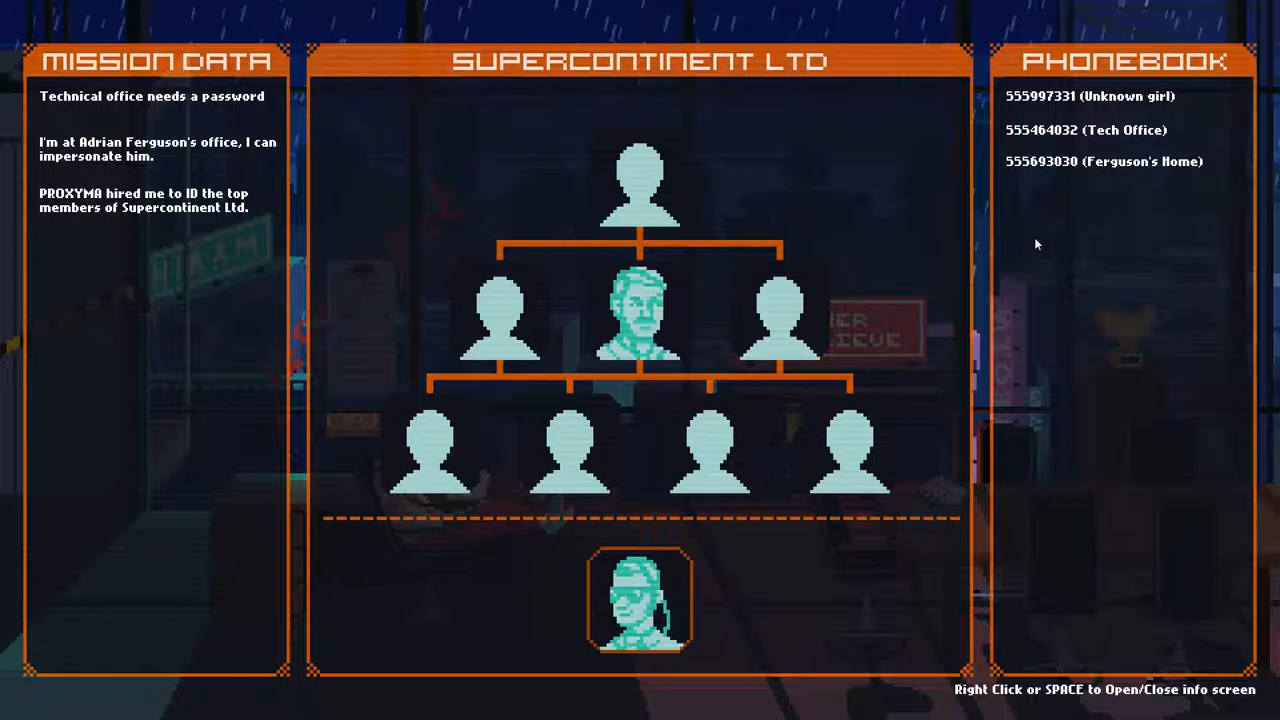 MISSION DATA
Technical office needs a password
I'm at Adrian Ferguson's office, I can
impersonate him.
PROXYMA hired me to ID the top
members of Supercontinent Ltd.
SUPERCONTINENT LTD
PHONEBOOK
555997331 (Unknown girl)
555464032 (Tech Office)
555693030 (Ferguson's Home)
Right Click or SPACE to Open/Close info screen